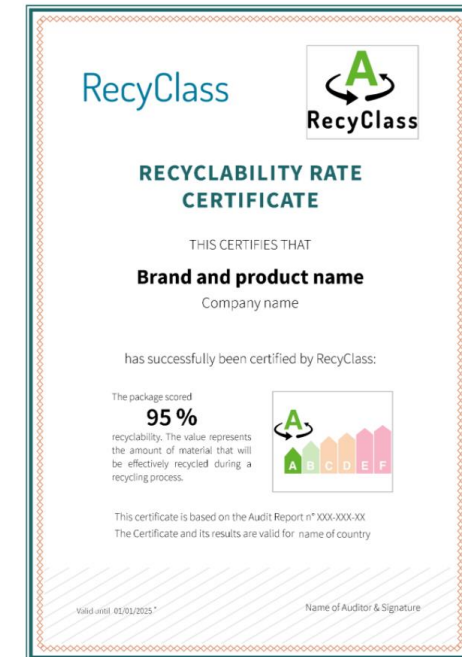 RecyClass
A
RecyClass
RECYCLABILITY RATE
CERTIFICATE
THIS CERTIFIES THAT
Brand and product name
Company name
has successfully been certified by RecyClass:
The package scored
95 %
recyclability. The value represents
the amount of material that will
be effectively recycled during a
recycling process.
A
A B C D E F
This certificate is based on the Audit Report n° XXX-XXX-XX
The Certificate and its results are valid for name of country
Valid until 01/01/2025 *
Name of Auditor & Signature